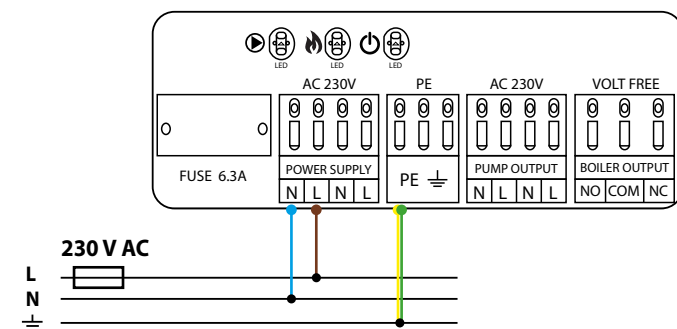 LED LED LED
AC 230V PE AC 230V VOLT FREE
FUSE 6.3A
POWER SUPPLY PE PUMP OUTPUT BOILER OUTPUT
N L N L N L N L NO COM NC
230 V AC
L
N